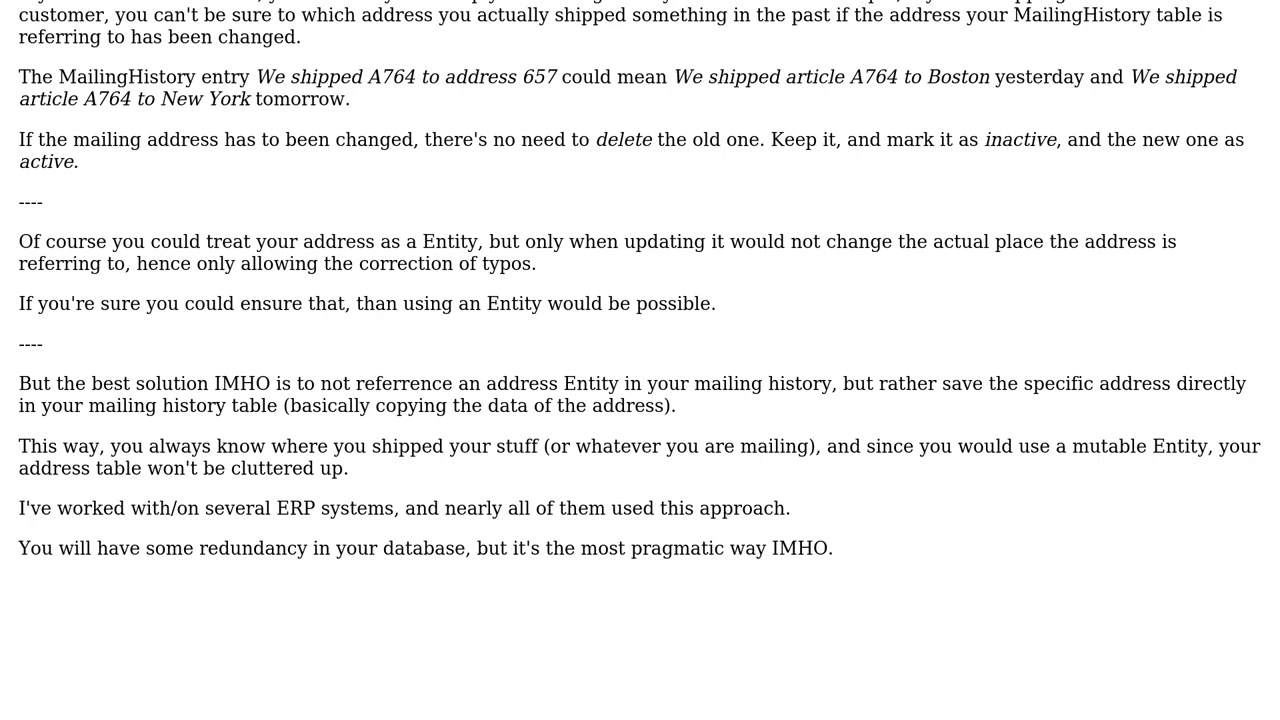 customer, you can't be sure to which address you actually shipped something in the past if the address your MailingHistory table is
referring to has been changed.
The MailingHistory entry We shipped A764 to address 657 could mean We shipped article A764 to Boston yesterday and We shipped
article A764 to New York tomorrow.
If the mailing address has to been changed, there's no need to delete the old one. Keep it, and mark it as inactive, and the new one as
active.
----
Of course you could treat your address as a Entity, but only when updating it would not change the actual place the address is
referring to, hence only allowing the correction of typos.
If you're sure you could ensure that, than using an Entity would be possible.
----
But the best solution IMHO is to not referrence an address Entity in your mailing history, but rather save the specific address directly
in your mailing history table (basically copying the data of the address).
This way, you always know where you shipped your stuff (or whatever you are mailing), and since you would use a mutable Entity, your
address table won't be cluttered up.
I've worked with/on several ERP systems, and nearly all of them used this approach.
You will have some redundancy in your database, but it's the most pragmatic way IMHO.